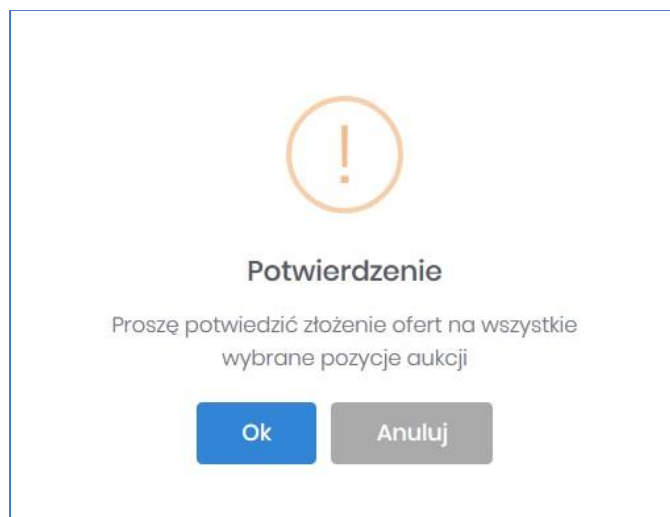 !
Potwierdzenie
Proszę potwiedzić złożenie ofert na wszystkie
wybrane pozycje aukcji
Ok Anuluj